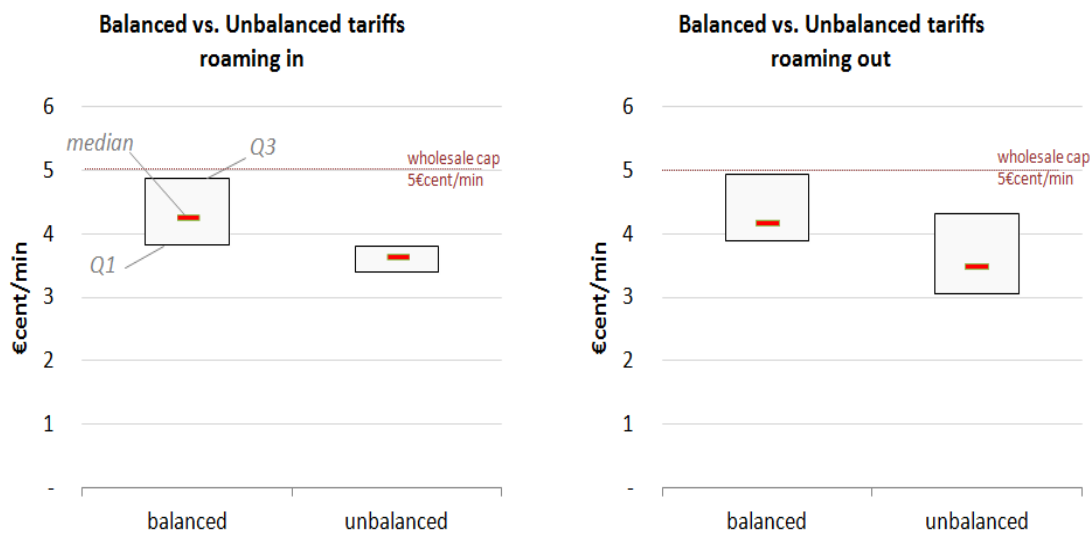 Balanced vs. Unbalanced tariffs
roaming in
6
5
4
3
2
1
-
€cent/min
median
Q3
Q1
wholesale cap
5€cent/min
balanced
unbalanced
Balanced vs. Unbalanced tariffs
roaming out
6
5
4
3
2
1
-
€cent/min
wholesale cap
5€cent/min
balanced
unbalanced